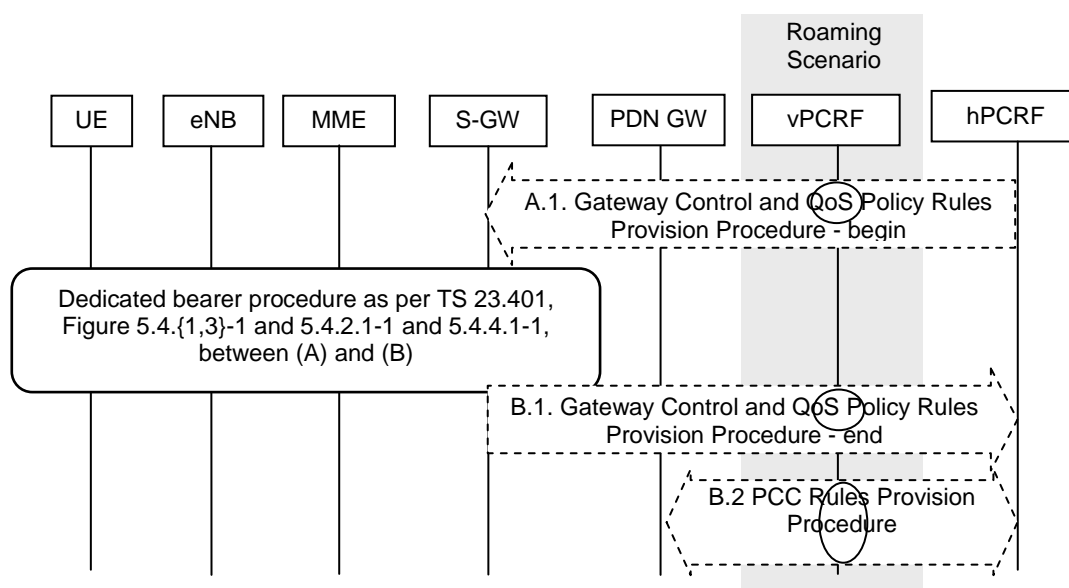 Roaming
Scenario
UE
eNB
MME
S-GW
PDN GW
vPCRF
hPCRF
A.1. Gateway Control and QoS Policy Rules
Provision Procedure - begin
Dedicated bearer procedure as per TS 23.401,
Figure 5.4.{1,3}-1 and 5.4.2.1-1 and 5.4.4.1-1,
between (A) and (B)
B.1. Gateway Control and QoS Policy Rules
Provision Procedure - end
B.2 PCC Rules Provision
Procedure